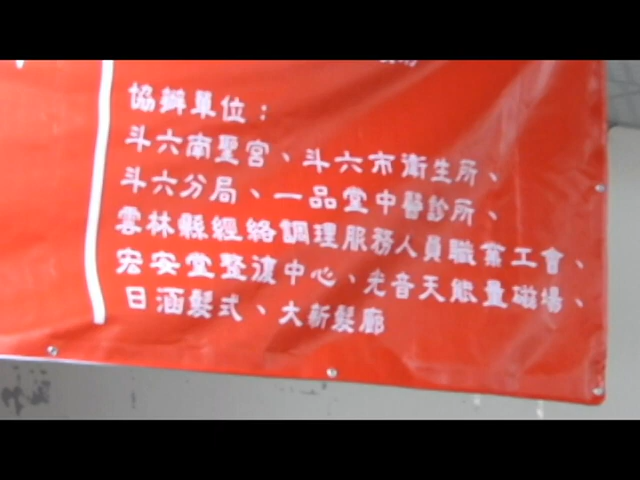 協辦單位：
斗六南聖宮、斗六市衛生所、
斗六分局、一品堂中醫診所、
雲林縣經絡調理服務人員職業工會、
宏安堂整復中心、光音天能量磁場、
日涵髮式、大新髮廊